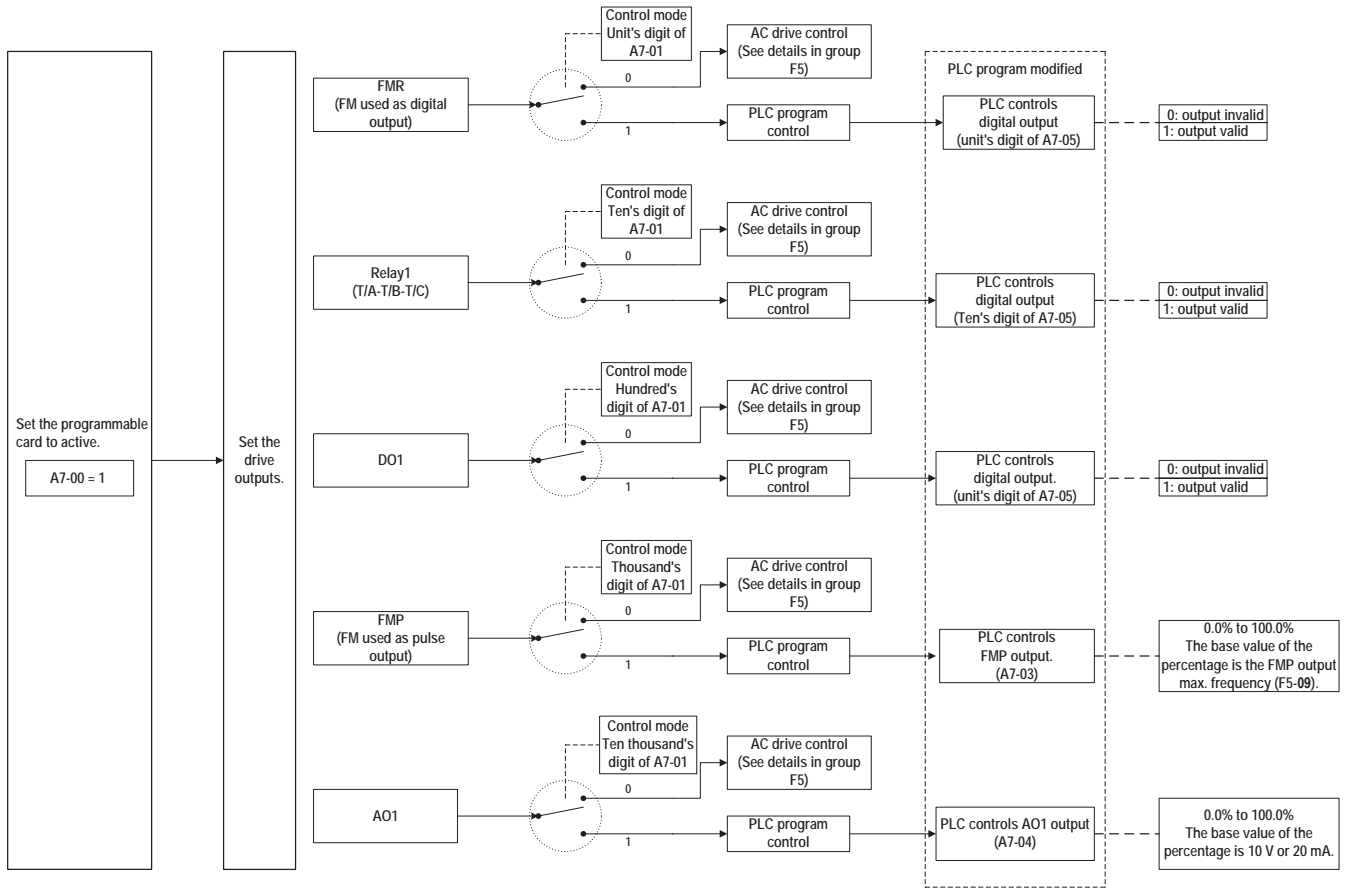 Set the programmable
card to active.
A7-00 = 1
Set the
drive
outputs.
FMR
(FM used as digital
output)
Control mode
Unit's digit of
A7-01
0
1
AC drive control
(See details in group
F5)
PLC program
control
PLC program modified
PLC controls
digital output
(unit's digit of A7-05)
0: output invalid
1: output valid
Relay1
(T/A-T/B-T/C)
Control mode
Ten's digit of
A7-01
0
1
AC drive control
(See details in group
F5)
PLC program
control
PLC controls
digital output
(Ten's digit of A7-05)
0: output invalid
1: output valid
DO1
Control mode
Hundred's
digit of A7-01
0
1
AC drive control
(See details in group
F5)
PLC program
control
PLC controls
digital output.
(unit's digit of A7-05)
0: output invalid
1: output valid
FMP
(FM used as pulse
output)
Control mode
Thousand's
digit of A7-01
0
1
AC drive control
(See details in group
F5)
PLC program
control
PLC controls
FMP output.
(A7-03)
0.0% to 100.0%
The base value of the
percentage is the FMP output
max. frequency (F5-09).
AO1
Control mode
Ten thousand's
digit of A7-01
0
1
AC drive control
(See details in group
F5)
PLC program
control
PLC controls AO1 output
(A7-04)
0.0% to 100.0%
The base value of the
percentage is 10 V or 20 mA.